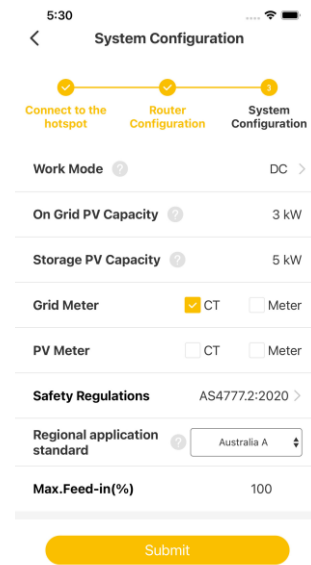 5:30
System Configuration
3
Connect to the Router System
hotspot Configuration Configuration
Work Mode ? DC
On Grid PV Capacity ? 3 kW
Storage PV Capacity ? 5 kW
Grid Meter CT Meter
PV Meter CT Meter
Safety Regulations AS4777.2:2020
Regional application
standard ? Australia A
Max.Feed-in(%) 100
Submit